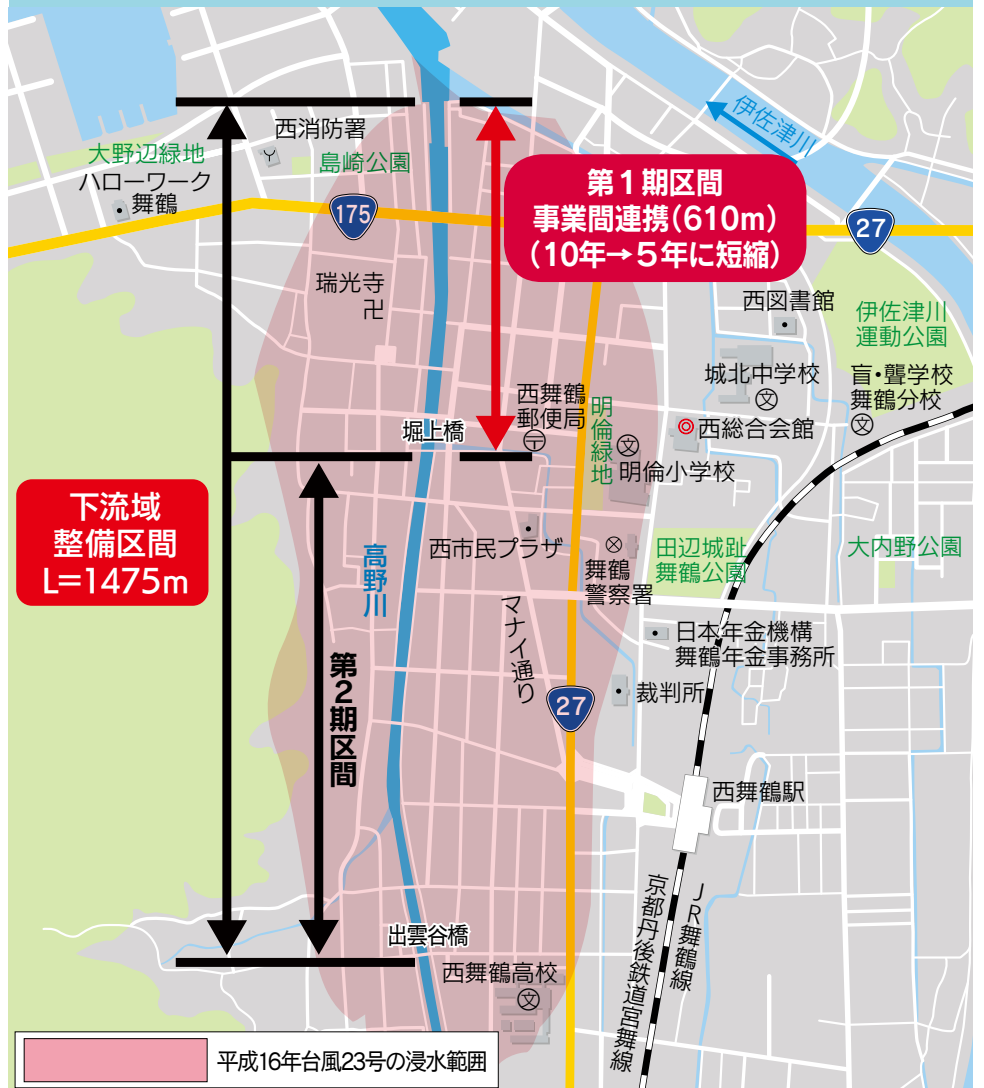 伊佐津川
西消防署
大野辺緑地
ハローワーク
舞鶴
島崎公園
175
第1期区間
事業間連携(610m)
(10年→5年に短縮)
27
瑞光寺
西図書館
伊佐津川
運動公園
城北中学校
盲・聾学校
舞鶴分校
西舞鶴
郵便局
明倫緑地
堀上橋
西総合会館
明倫小学校
下流域
整備区間
L=1475m
西市民プラザ
高野川
舞鶴
警察署
田辺城趾
舞鶴公園
大内野公園
マナイ通り
日本年金機構
舞鶴年金事務所
第2期区間
27
裁判所
西舞鶴駅
出雲谷橋
西舞鶴高校
JR舞鶴線
京都丹後鉄道宮舞線
平成16年台風23号の浸水範囲